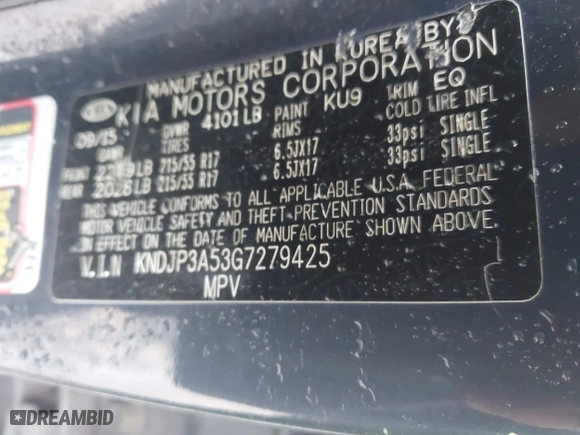 MANUFACTURED IN KOREA BY
KIA MOTORS CORPORATION
09/15 GVWR 4101LB PAINT KU9 TRIM EQ
GAWR TIRES RIMS COLD TIRE INFL
FRONT 2249LB 215/55 R17 6.5JX17 33psi SINGLE
REAR 2028LB 215/55 R17 6.5JX17 33psi SINGLE
THIS VEHICLE CONFORMS TO ALL APPLICABLE U.S.A. FEDERAL
MOTOR VEHICLE SAFETY AND THEFT PREVENTION STANDARDS
IN EFFECT ON THE DATE OF MANUFACTURE SHOWN ABOVE.
V.I.N KNDJP3A53G7279425
MPV
DREAMBID